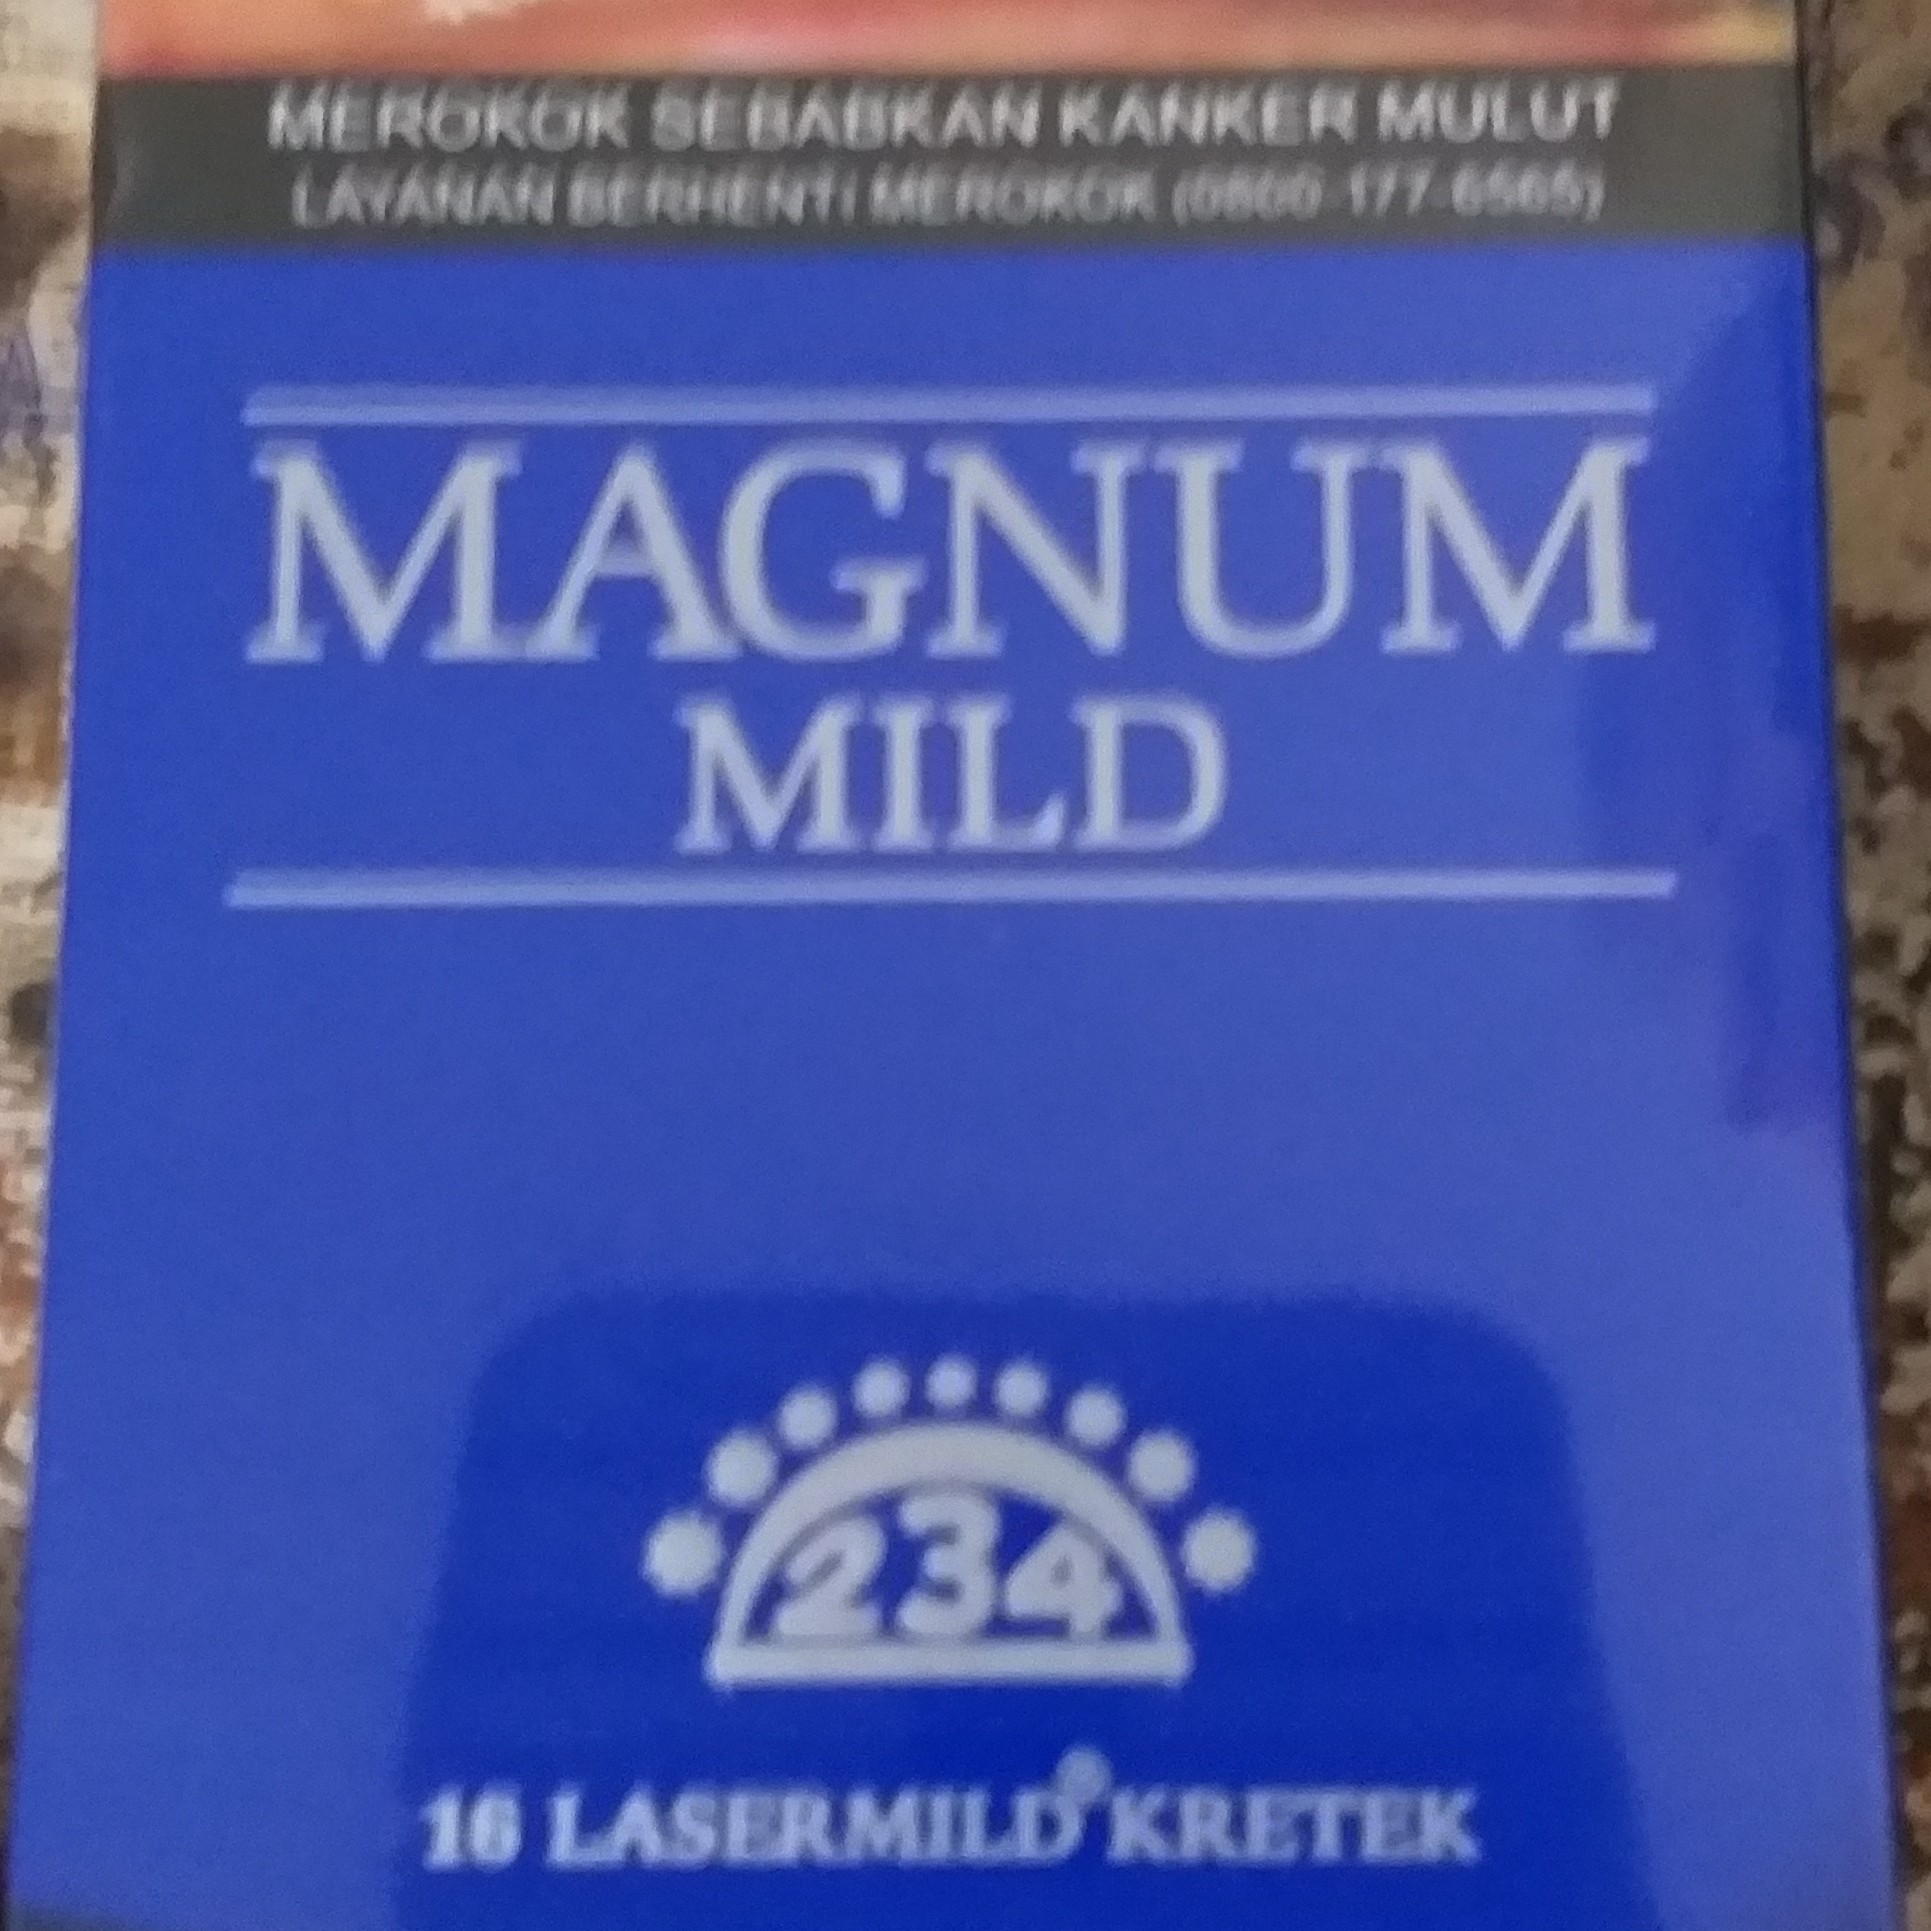 MEROKOK SEBABKAN KANKER MULUT
LAYANAN BERHENTI MEROKOK (0800-177-6565)
MAGNUM
MILD
234
16 LASERMILD® KRETEK